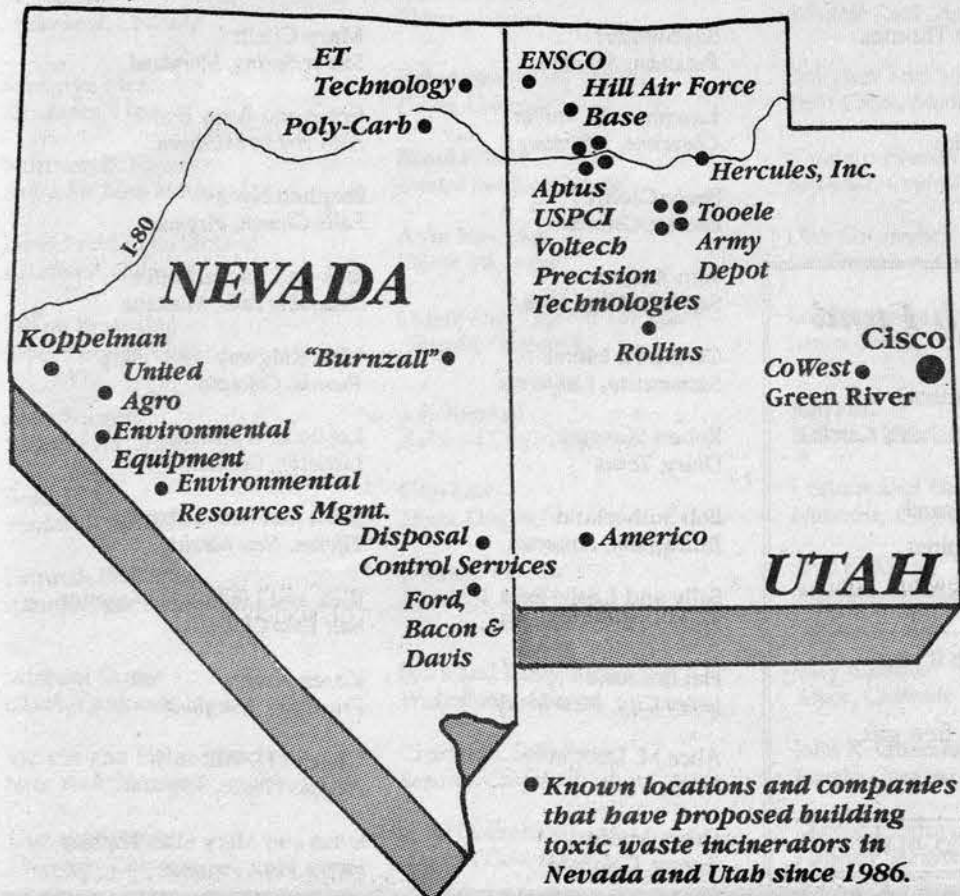 ET
Technology
Poly-Carb
ENSCO
Hill Air Force
Base
Hercules, Inc.
Aptus
USPCI
Voltech
Precision
Technologies
Tooele
Army
Depot
I-80
NEVADA
Koppelman
United
Agro
Environmental
Equipment
Environmental
Resources Mgmt.
"Burnzall"
Rollins
Cisco
CoWest
Green River
Disposal
Control Services
Americo
Ford,
Bacon &
Davis
UTAH
Known locations and companies
that have proposed building
toxic waste incinerators in
Nevada and Utah since 1986.